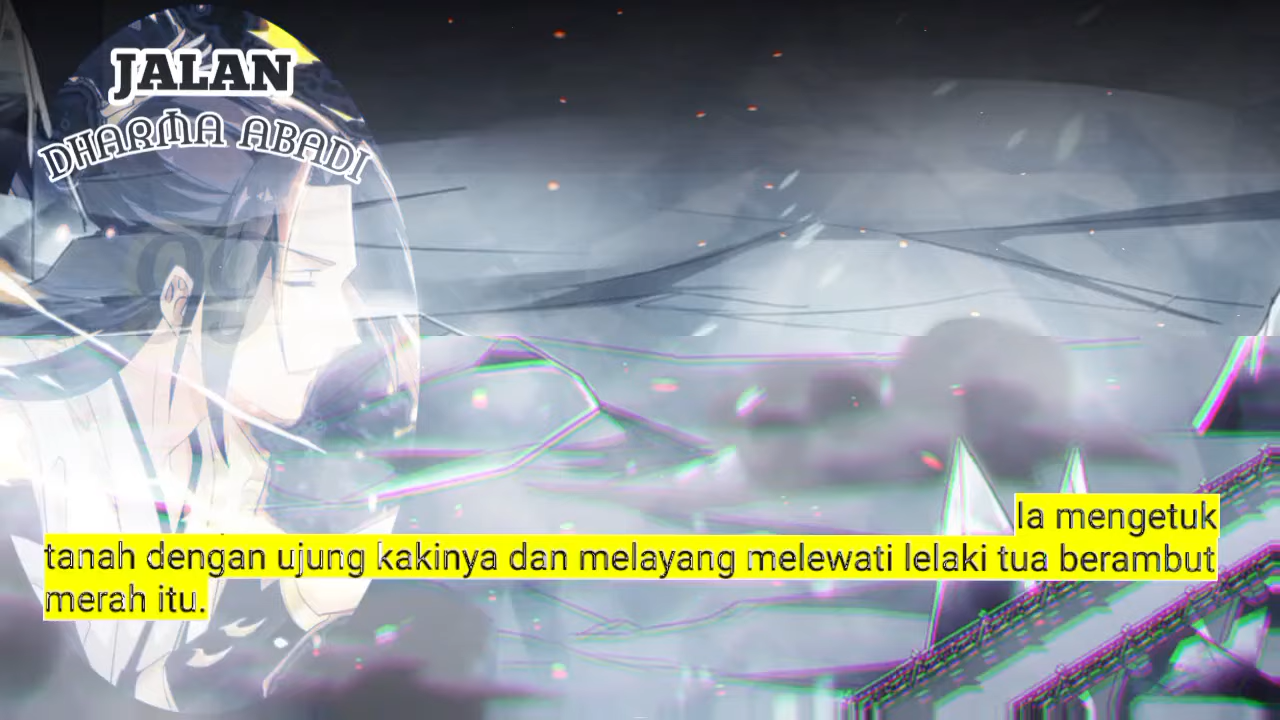 JALAN
DHARMA ABADI
Ia mengetuk
tanah dengan ujung kakinya dan melayang melewati lelaki tua berambut
merah itu.